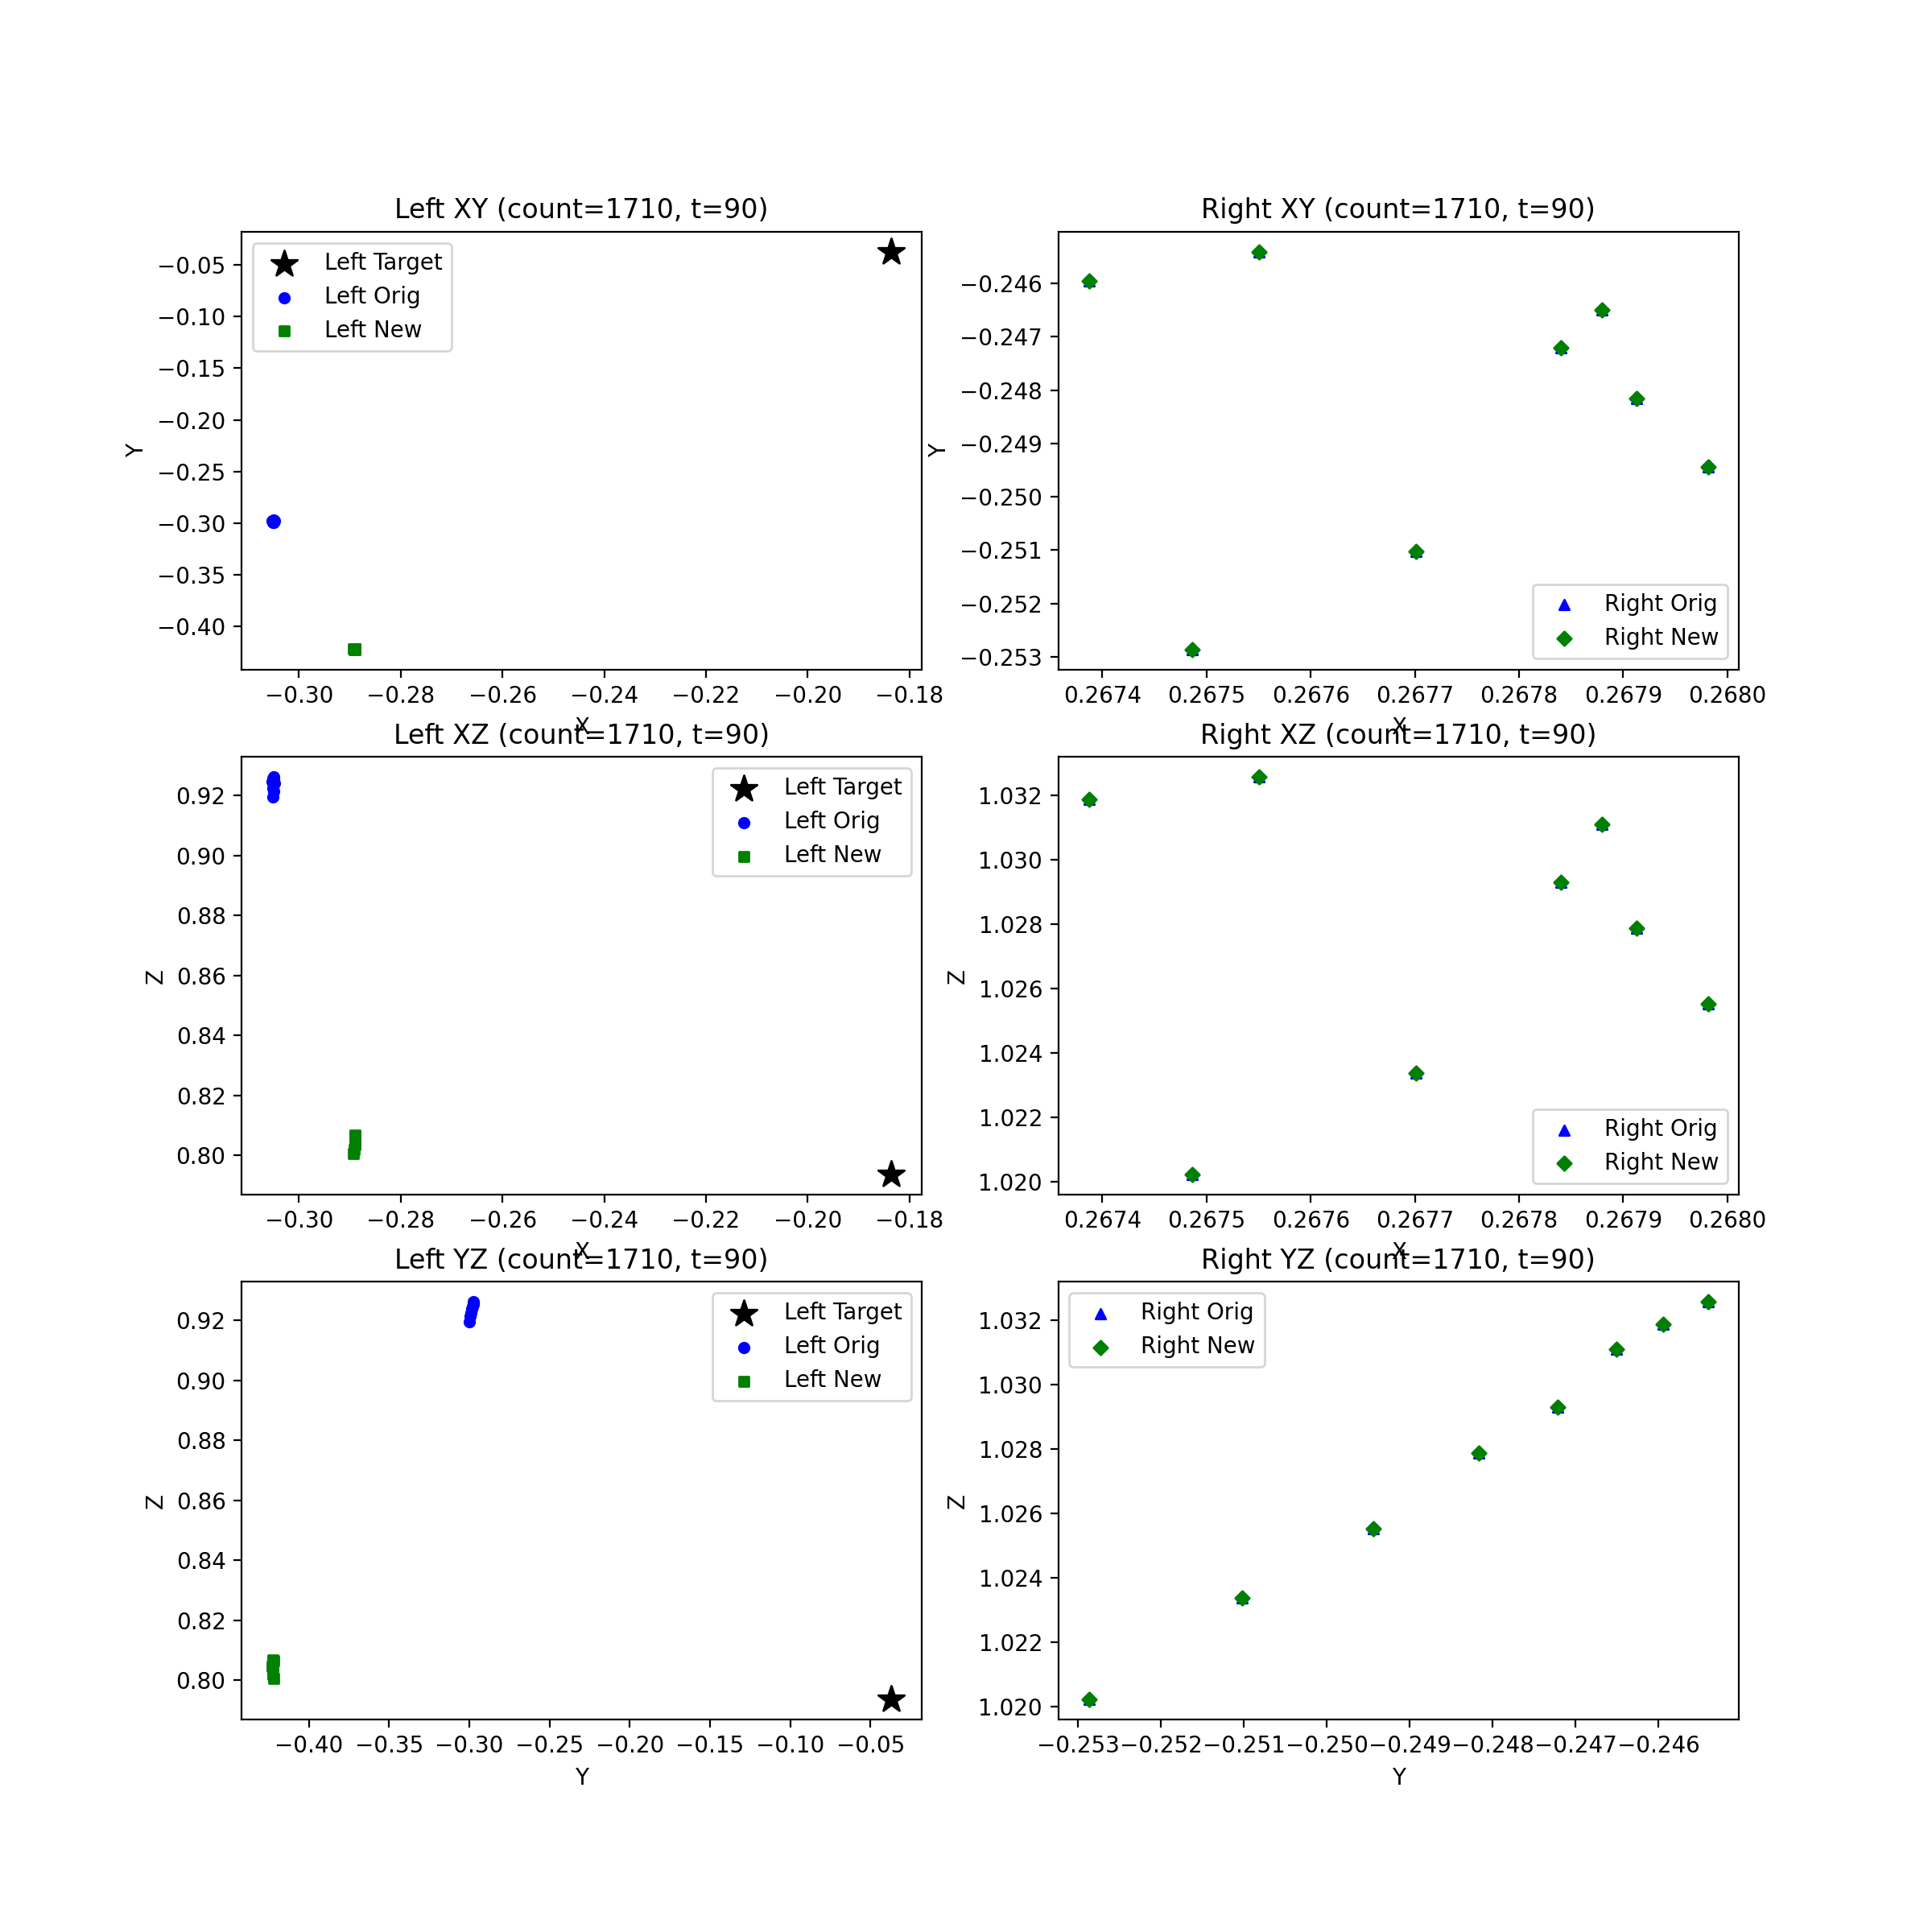 Left XY (count=1710, t=90)
Left Target
Left Orig
Left New
−0.05
−0.10
−0.15
−0.20
−0.25
−0.30
−0.35
−0.40
Y
−0.30 −0.28 −0.26 −0.24 −0.22 −0.20 −0.18
X
Right XY (count=1710, t=90)
−0.246
−0.247
−0.248
−0.249
−0.250
−0.251
−0.252
−0.253
Y
Right Orig
Right New
0.2674 0.2675 0.2676 0.2677 0.2678 0.2679 0.2680
X
Left XZ (count=1710, t=90)
Left Target
Left Orig
Left New
0.92
0.90
0.88
0.86
0.84
0.82
0.80
Z
−0.30 −0.28 −0.26 −0.24 −0.22 −0.20 −0.18
X
Right XZ (count=1710, t=90)
1.032
1.030
1.028
1.026
1.024
1.022
1.020
Z
Right Orig
Right New
0.2674 0.2675 0.2676 0.2677 0.2678 0.2679 0.2680
X
Left YZ (count=1710, t=90)
Left Target
Left Orig
Left New
0.92
0.90
0.88
0.86
0.84
0.82
0.80
Z
−0.40 −0.35 −0.30 −0.25 −0.20 −0.15 −0.10 −0.05
Y
Right YZ (count=1710, t=90)
Right Orig
Right New
1.032
1.030
1.028
1.026
1.024
1.022
1.020
Z
−0.253 −0.252 −0.251 −0.250 −0.249 −0.248 −0.247 −0.246
Y